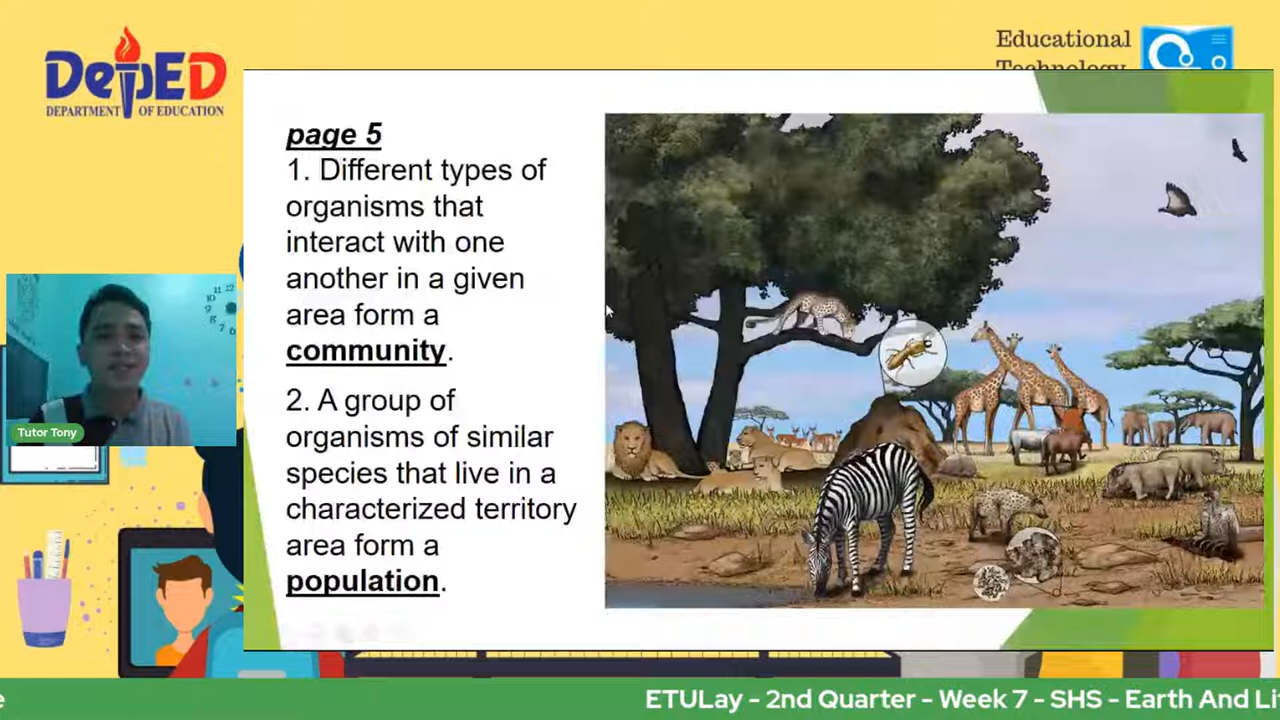 DepED
DEPARTMENT OF EDUCATION
Educational
Technology
page 5
1. Different types of
organisms that
interact with one
another in a given
area form a
community.
2. A group of
organisms of similar
species that live in a
characterized territory
area form a
population.
Tutor Tony
ETULay - 2nd Quarter - Week 7 - SHS - Earth And Li